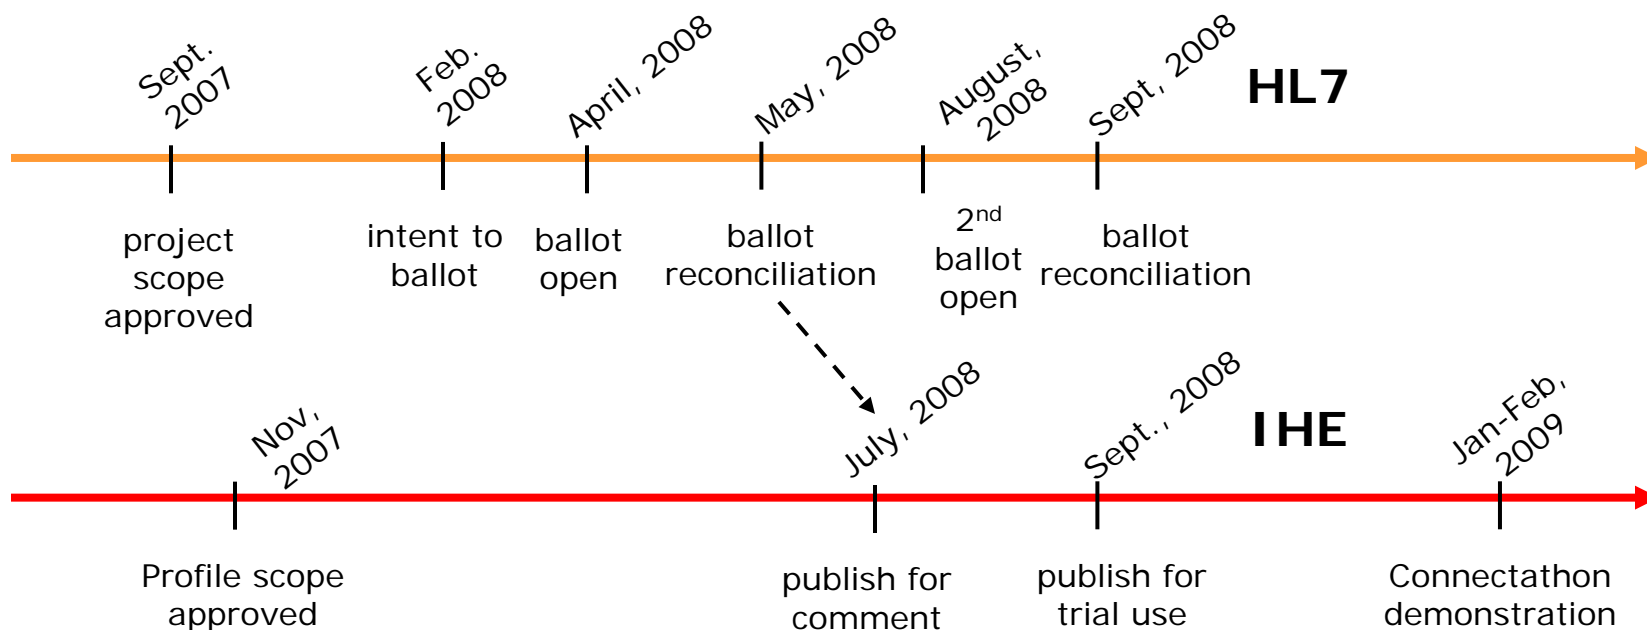 Sept.
2007
Feb.
2008
April, 2008
May, 2008
August,
2008
Sept, 2008
HL7
project
scope
approved
intent to
ballot
ballot
open
ballot
reconciliation
2nd
ballot
open
ballot
reconciliation
Nov,
2007
July, 2008
Sept., 2008
IHE
Jan-Feb,
2009
Profile scope
approved
publish for
comment
publish for
trial use
Connectathon
demonstration